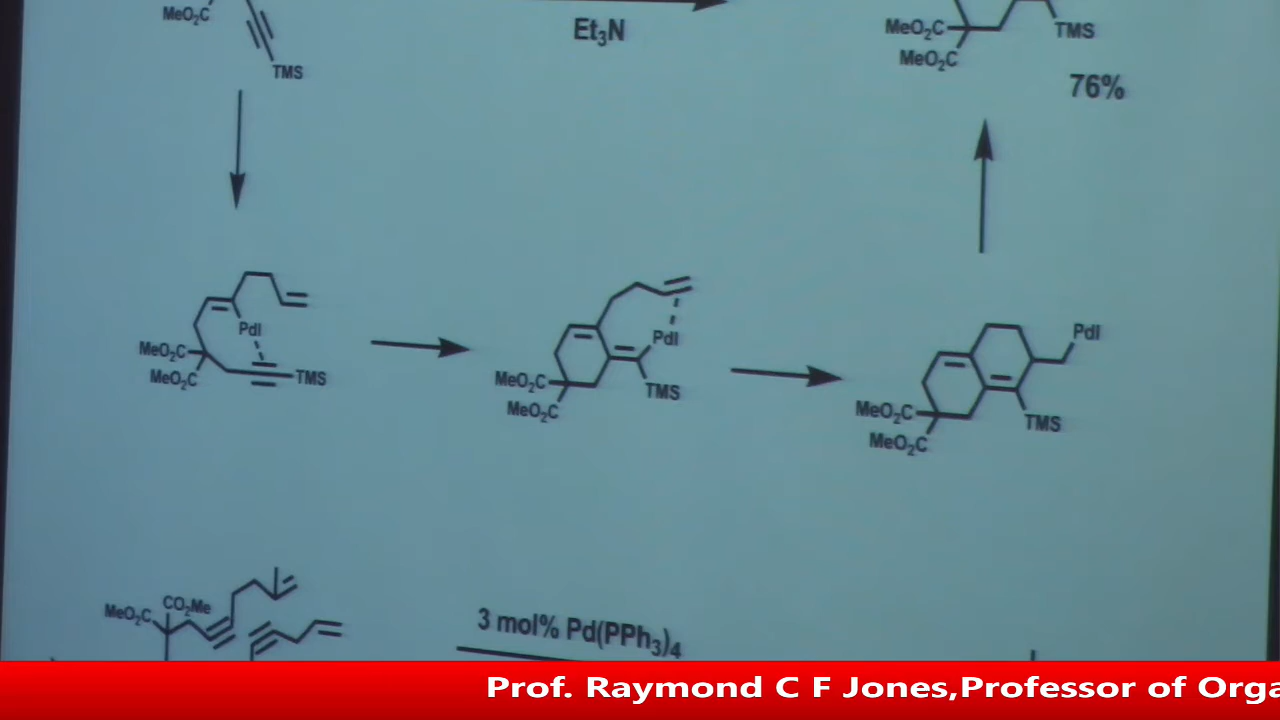 MeO₂C
TMS
Et₃N
MeO₂C
TMS
MeO₂C
76%
PdI
MeO₂C
MeO₂C
TMS
PdI
MeO₂C
MeO₂C
TMS
PdI
MeO₂C
MeO₂C
TMS
MeO₂C
CO₂Me
3 mol% Pd(PPh₃)₄
Prof. Raymond C F Jones,Professor of Orga